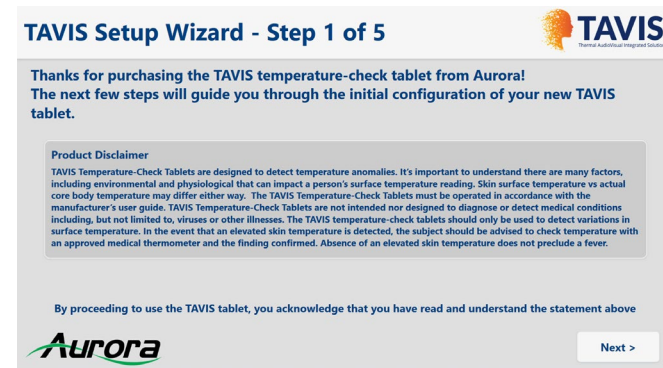 TAVIS Setup Wizard - Step 1 of 5
TAVIS
Thermal AudioVisual Integrated Solution
Thanks for purchasing the TAVIS temperature-check tablet from Aurora!
The next few steps will guide you through the initial configuration of your new TAVIS
tablet.
Product Disclaimer
TAVIS Temperature-Check Tablets are designed to detect temperature anomalies. It's important to understand there are many factors,
including environmental and physiological that can impact a person's surface temperature reading. Skin surface temperature vs actual
core body temperature may differ either way. The TAVIS Temperature-Check Tablets must be operated in accordance with the
manufacturer's user guide. TAVIS Temperature-Check Tablets are not intended nor designed to diagnose or detect medical conditions
including, but not limited to, viruses or other illnesses. The TAVIS temperature-check tablets should only be used to detect variations in
surface temperature. In the event that an elevated skin temperature is detected, the subject should be advised to check temperature with
an approved medical thermometer and the finding confirmed. Absence of an elevated skin temperature does not preclude a fever.
By proceeding to use the TAVIS tablet, you acknowledge that you have read and understand the statement above
Aurora
Next >